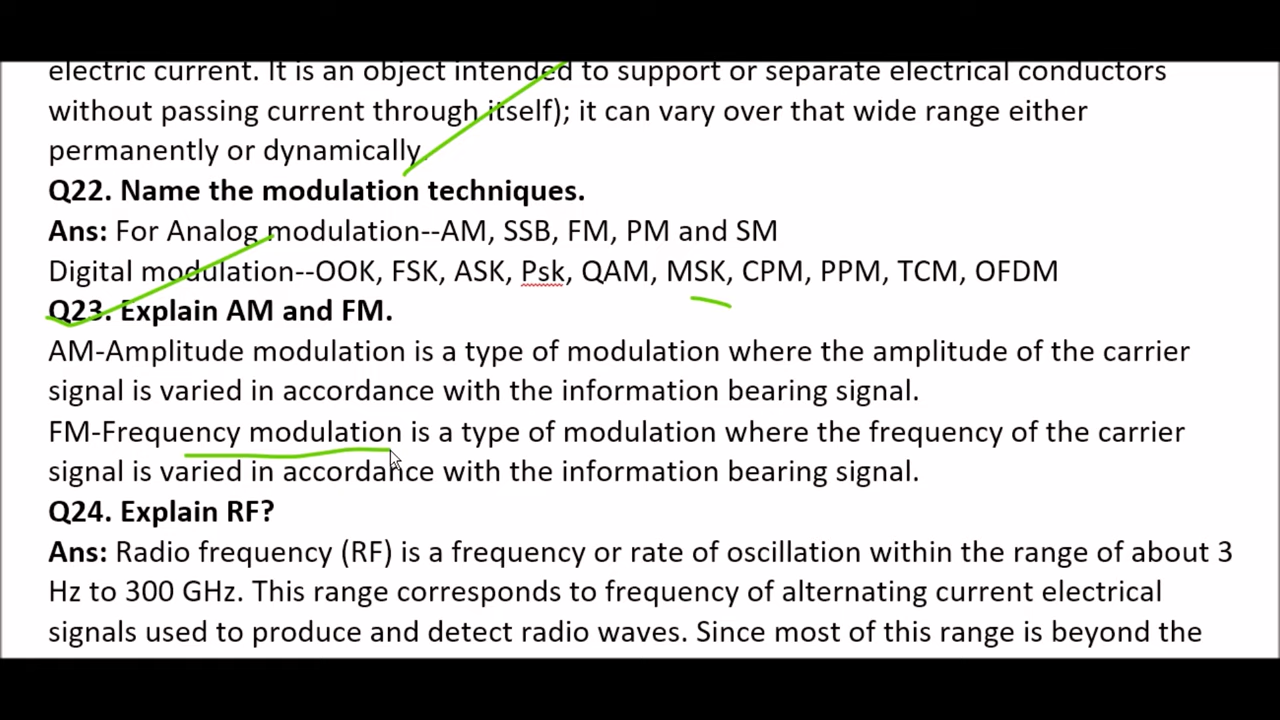 electric current. It is an object intended to support or separate electrical conductors
without passing current through itself); it can vary over that wide range either
permanently or dynamically.
Q22. Name the modulation techniques.
Ans: For Analog modulation--AM, SSB, FM, PM and SM
Digital modulation--OOK, FSK, ASK, Psk, QAM, MSK, CPM, PPM, TCM, OFDM
Q23. Explain AM and FM.
AM-Amplitude modulation is a type of modulation where the amplitude of the carrier
signal is varied in accordance with the information bearing signal.
FM-Frequency modulation is a type of modulation where the frequency of the carrier
signal is varied in accordance with the information bearing signal.
Q24. Explain RF?
Ans: Radio frequency (RF) is a frequency or rate of oscillation within the range of about 3
Hz to 300 GHz. This range corresponds to frequency of alternating current electrical
signals used to produce and detect radio waves. Since most of this range is beyond the